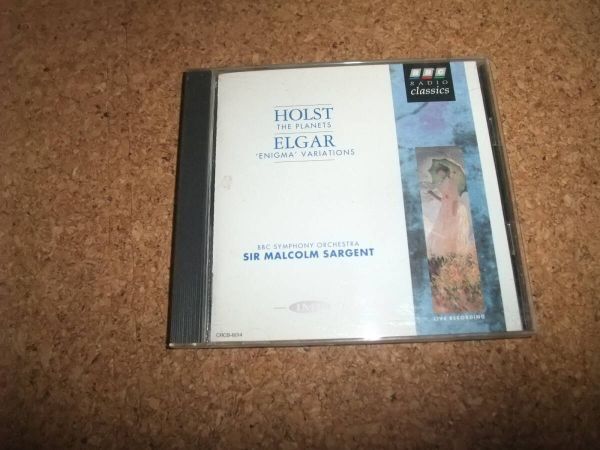 BBC
RADIO
classics
HOLST
THE PLANETS
ELGAR
'ENIGMA' VARIATIONS
BBC SYMPHONY ORCHESTRA
SIR MALCOLM SARGENT
LIVE RECORDING